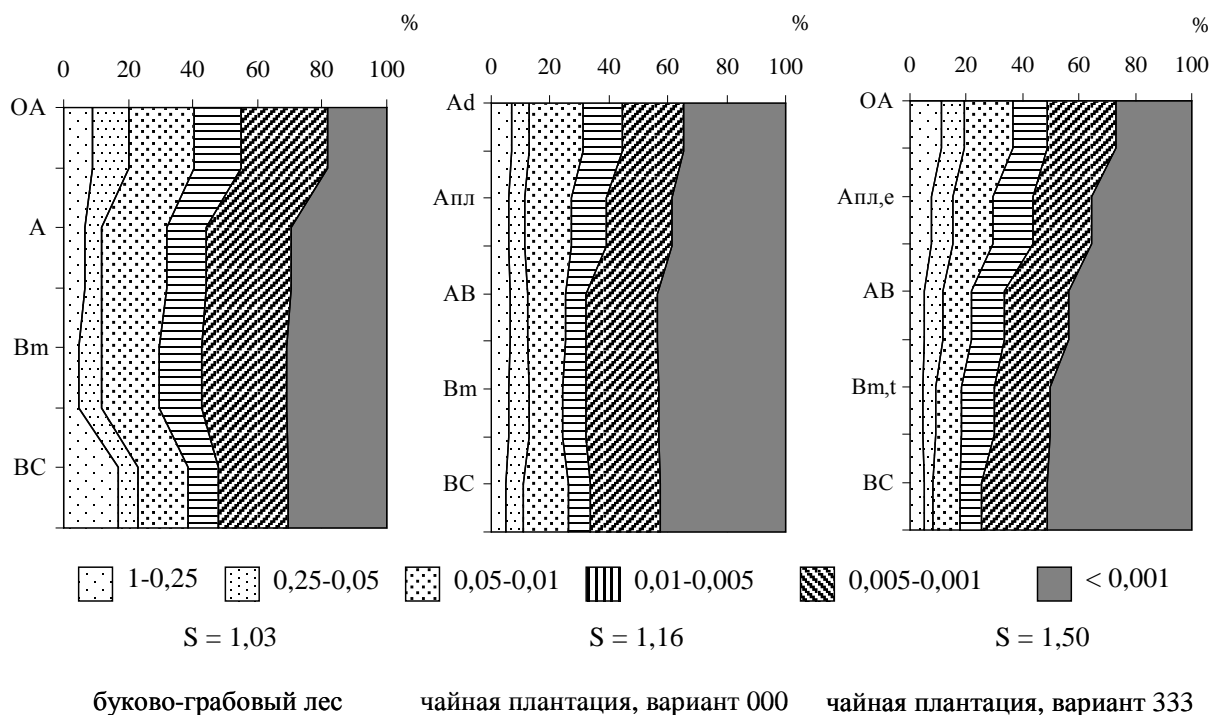 % % %
0 20 40 60 80 100 0 20 40 60 80 100 0 20 40 60 80 100
OA
A
Bm
BC
Ad
Апл
AB
Bm
BC
OA
Апл,е
AB
Bm,t
BC
1-0,25 0,25-0,05 0,05-0,01 0,01-0,005 0,005-0,001 < 0,001
S = 1,03 S = 1,16 S = 1,50
буково-грабовый лес чайная плантация, вариант 000 чайная плантация, вариант 333